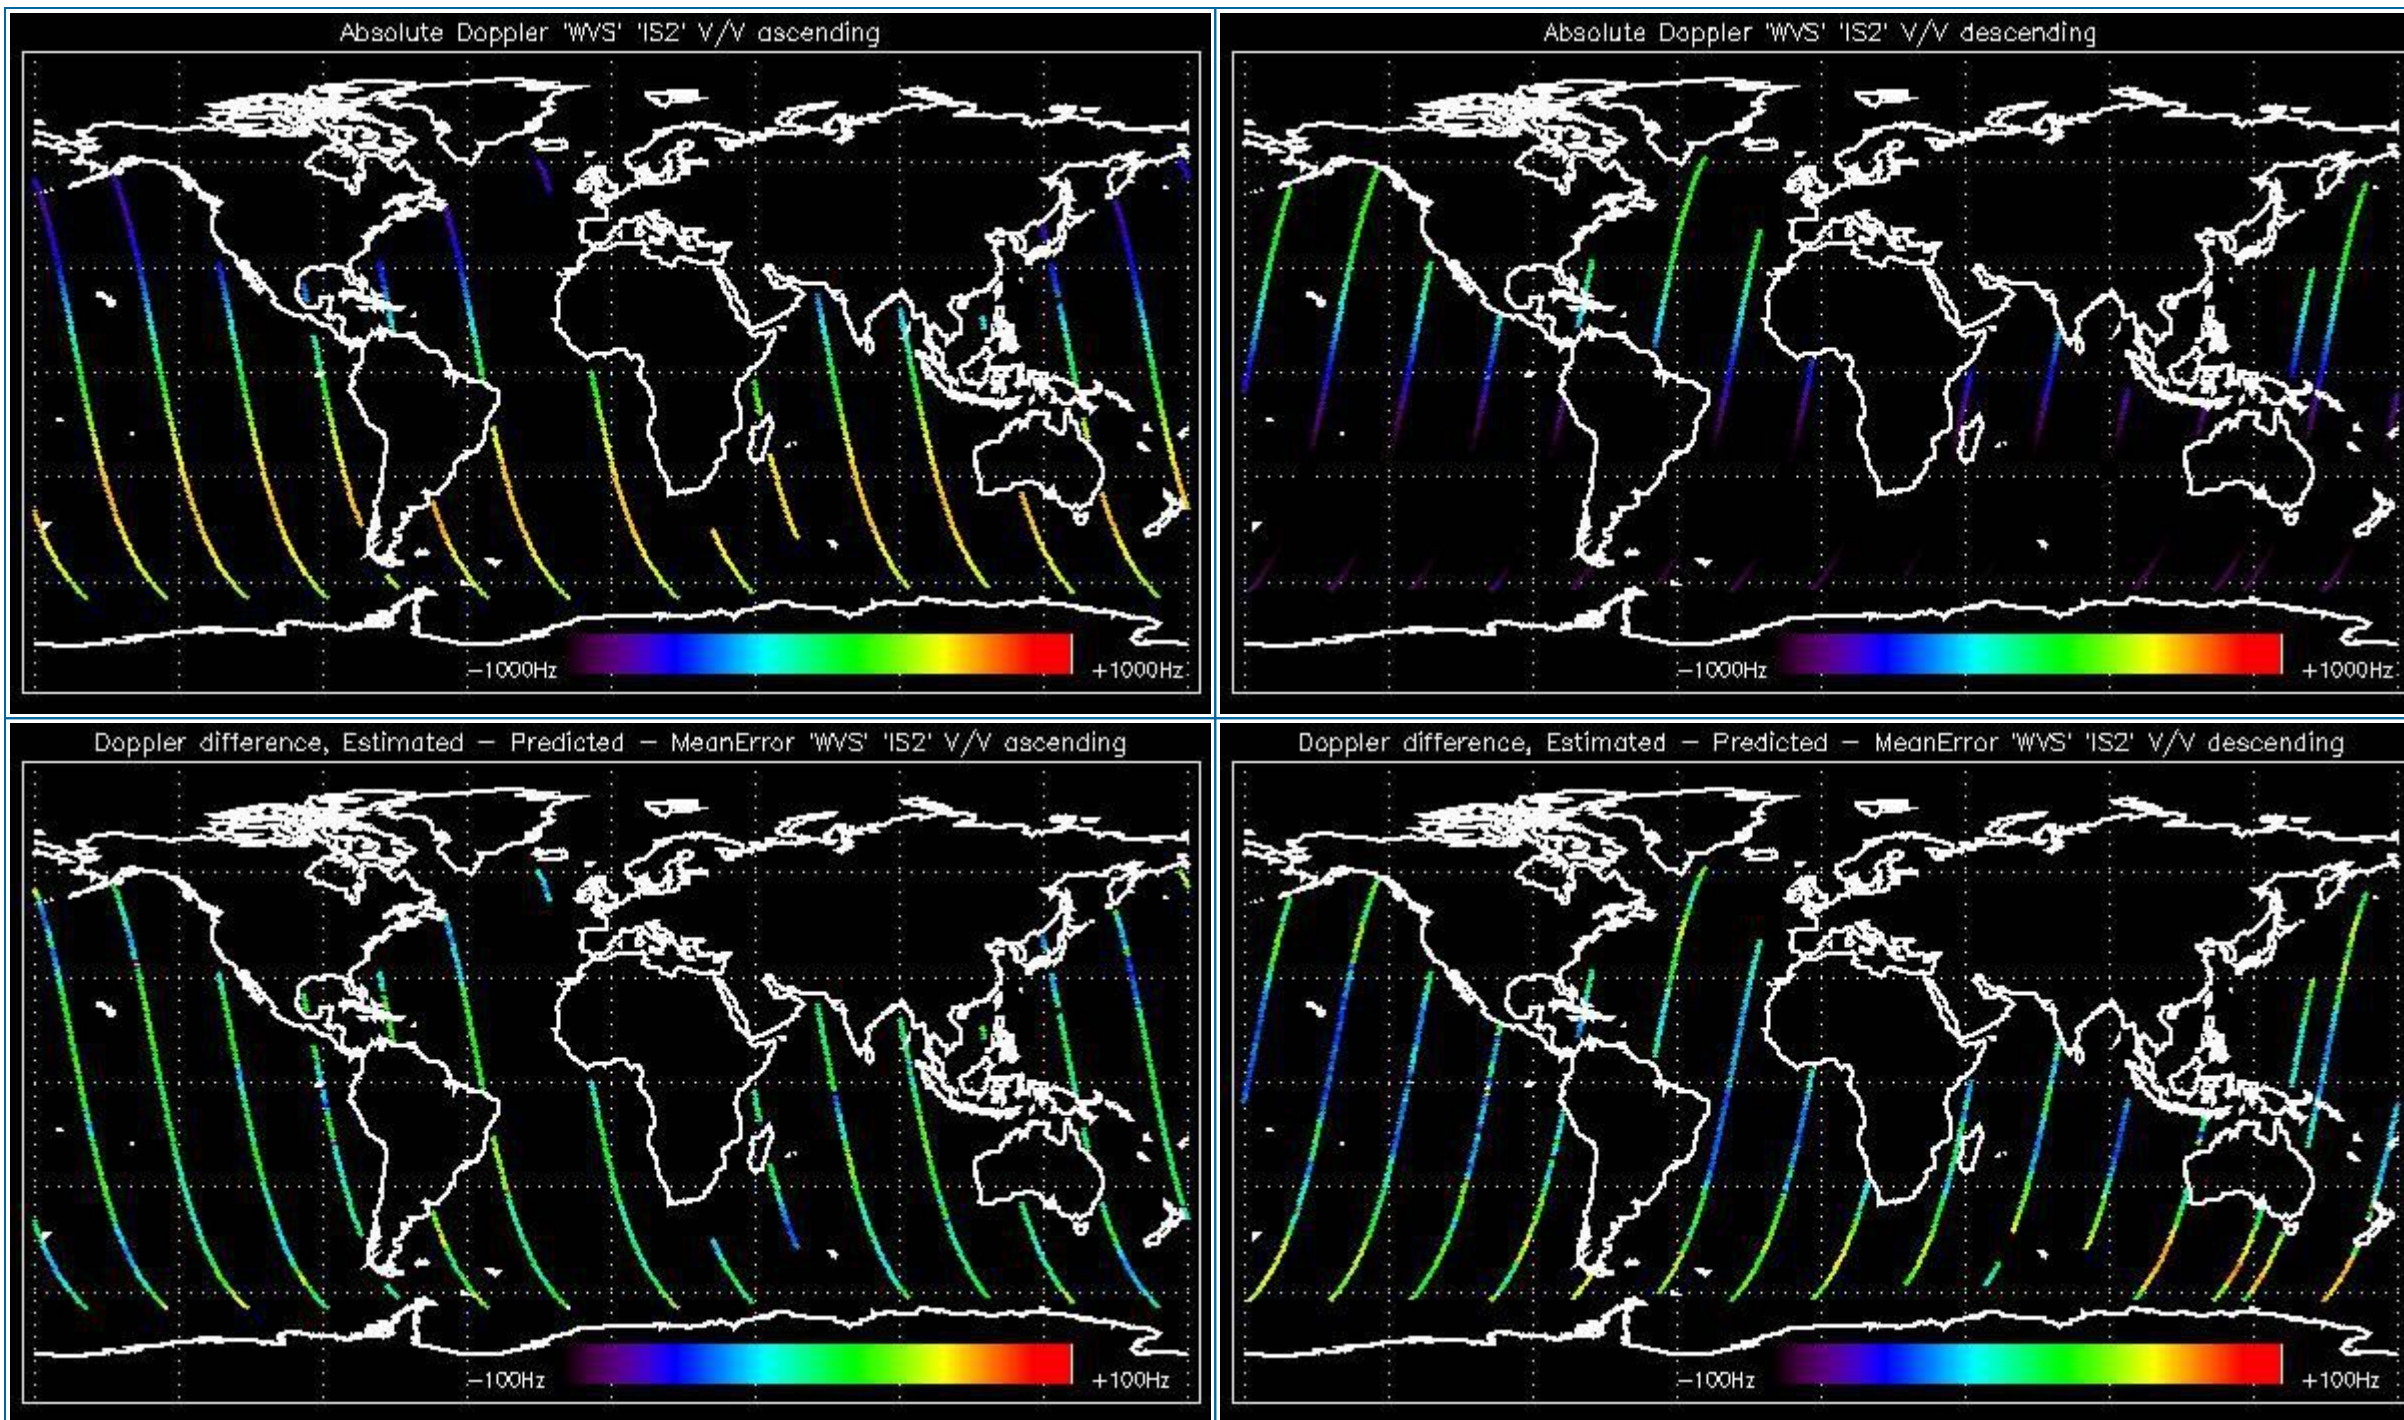 Absolute Doppler 'WVS' 'IS2' V/V ascending
-1000Hz
+1000Hz
Absolute Doppler 'WVS' 'IS2' V/V descending
-1000Hz
+1000Hz
Doppler difference, Estimated - Predicted - MeanError 'WVS' 'IS2' V/V ascending
-100Hz
+100Hz
Doppler difference, Estimated - Predicted - MeanError 'WVS' 'IS2' V/V descending
-100Hz
+100Hz